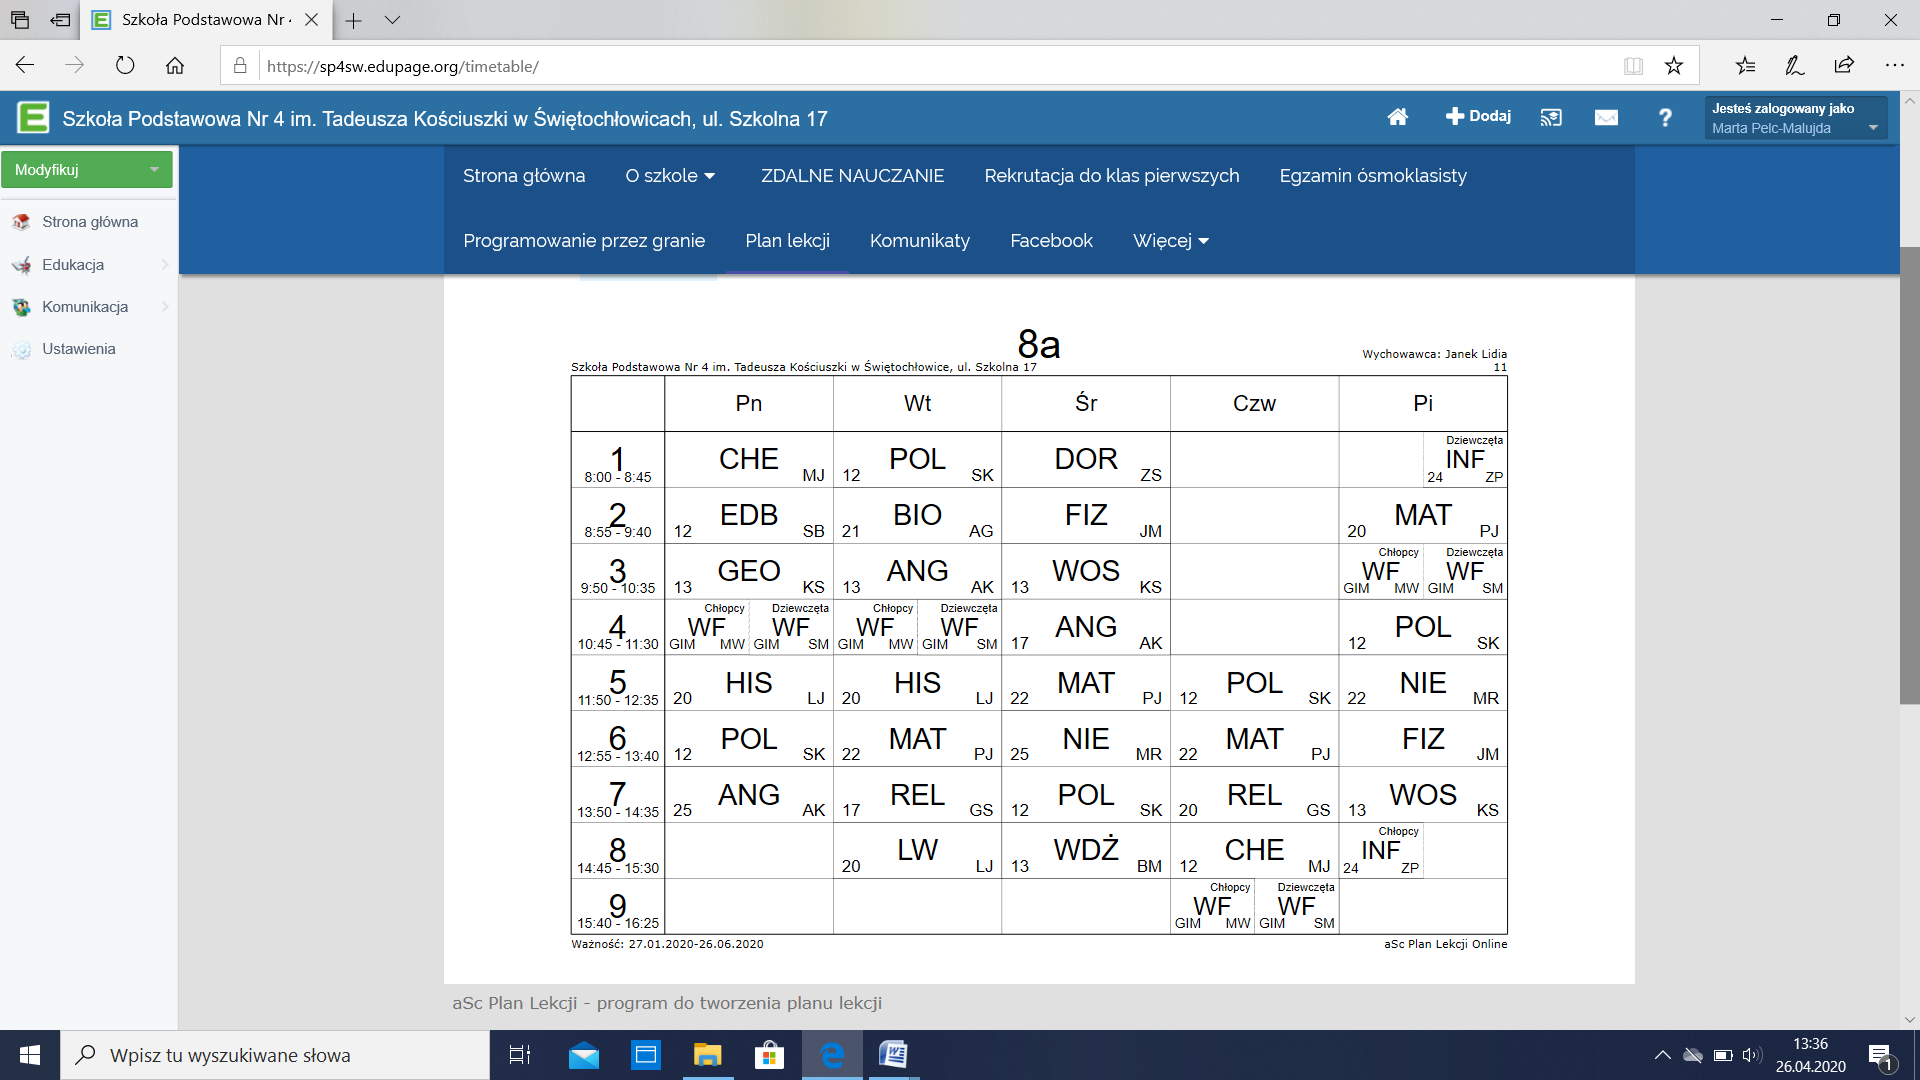 Szkoła Podstawowa Nr 4
https://sp4sw.edupage.org/timetable/
Szkoła Podstawowa Nr 4 im. Tadeusza Kościuszki w Świętochłowicach, ul. Szkolna 17
Dodaj
?
Jesteś zalogowany jako
Marta Pelc-Malujda
Modyfikuj
Strona główna
Edukacja
Komunikacja
Ustawienia
Strona główna O szkole ZDALNE NAUCZANIE Rekrutacja do klas pierwszych Egzamin ósmoklasisty
Programowanie przez granie Plan lekcji Komunikaty Facebook Więcej
8a
Wychowawca: Janek Lidia
Szkoła Podstawowa Nr 4 im. Tadeusza Kościuszki w Świętochłowice, ul. Szkolna 17 11
Pn Wt Śr Czw Pi
1 8:00 - 8:45 CHE MJ 12 POL SK DOR ZS Dziewczęta INF 24 ZP
2 8:55 - 9:40 12 EDB SB 21 BIO AG FIZ JM 20 MAT PJ
3 9:50 - 10:35 13 GEO KS 13 ANG AK 13 WOS KS Chłopcy WF GIM MW Dziewczęta WF GIM SM
4 10:45 - 11:30 Chłopcy WF GIM MW Dziewczęta WF GIM SM Chłopcy WF GIM MW Dziewczęta WF GIM SM 17 ANG AK 12 POL SK
5 11:50 - 12:35 20 HIS LJ 20 HIS LJ 22 MAT PJ 12 POL SK 22 NIE MR
6 12:55 - 13:40 12 POL SK 22 MAT PJ 25 NIE MR 22 MAT PJ FIZ JM
7 13:50 - 14:35 25 ANG AK 17 REL GS 12 POL SK 20 REL GS 13 WOS KS
8 14:45 - 15:30 20 LW LJ 13 WDŻ BM 12 CHE MJ Chłopcy INF 24 ZP
9 15:40 - 16:25 Chłopcy WF GIM MW Dziewczęta WF GIM SM
Ważność: 27.01.2020-26.06.2020 aSc Plan Lekcji Online
aSc Plan Lekcji - program do tworzenia planu lekcji
Wpisz tu wyszukiwane słowa
13:36
26.04.2020
1